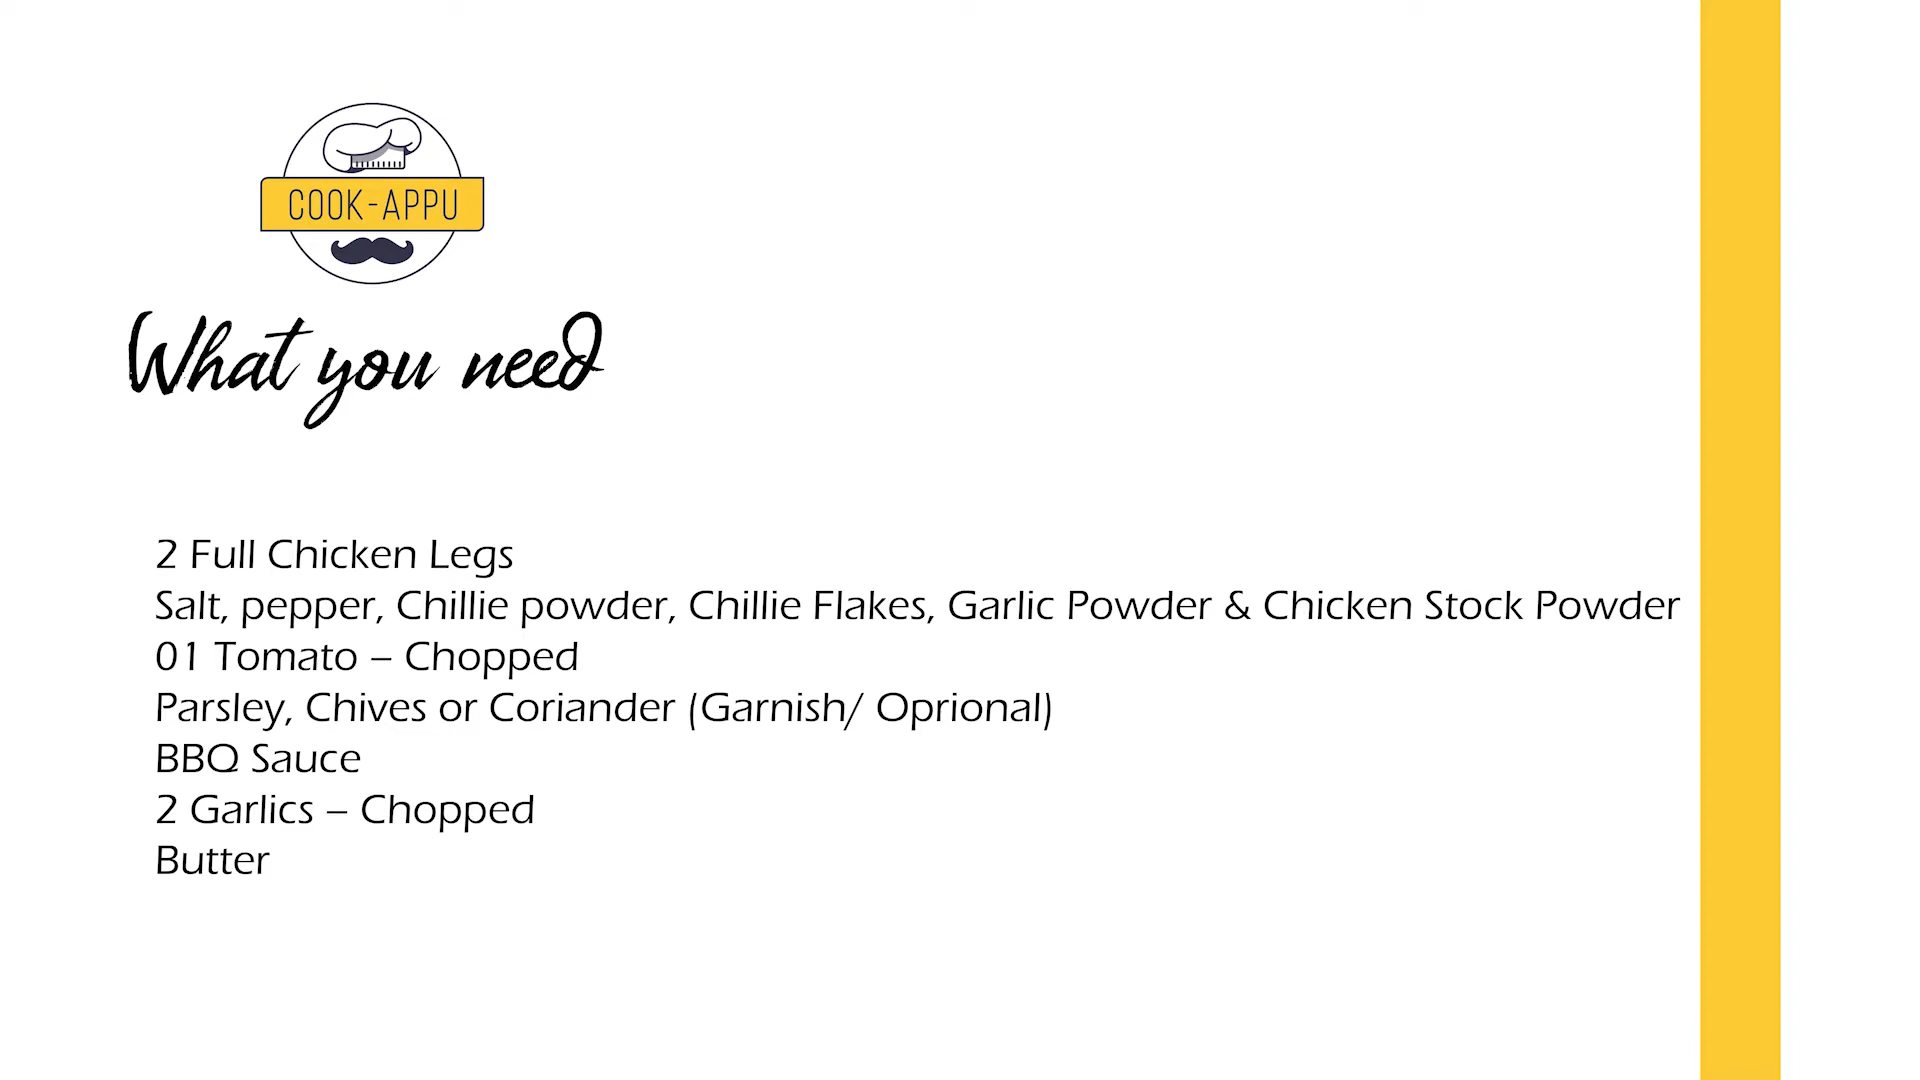 COOK-APPU
What you need
2 Full Chicken Legs
Salt, pepper, Chillie powder, Chillie Flakes, Garlic Powder & Chicken Stock Powder
01 Tomato – Chopped
Parsley, Chives or Coriander (Garnish/ Oprional)
BBQ Sauce
2 Garlics – Chopped
Butter